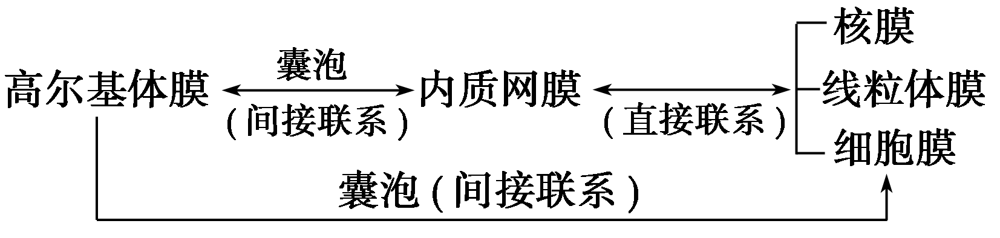 核膜
囊泡
高尔基体膜
内质网膜
线粒体膜
(间接联系)
(直接联系)
细胞膜
囊泡(间接联系)